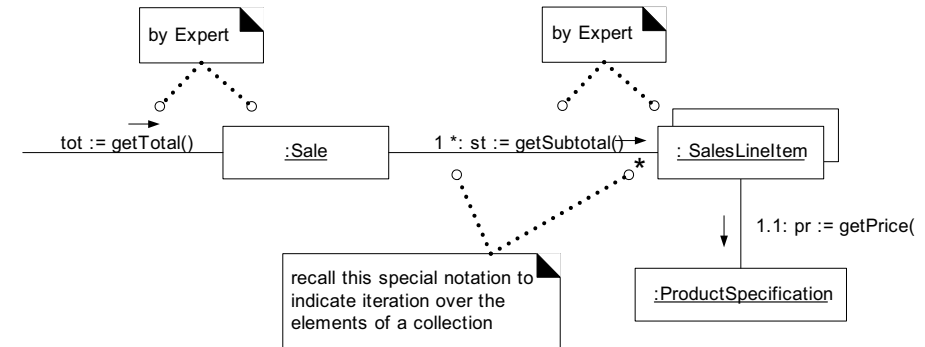 by Expert
by Expert
tot := getTotal()
:Sale
1 *: st := getSubtotal()
: SalesLineItem
*
1.1: pr := getPrice(
recall this special notation to
indicate iteration over the
elements of a collection
:ProductSpecification